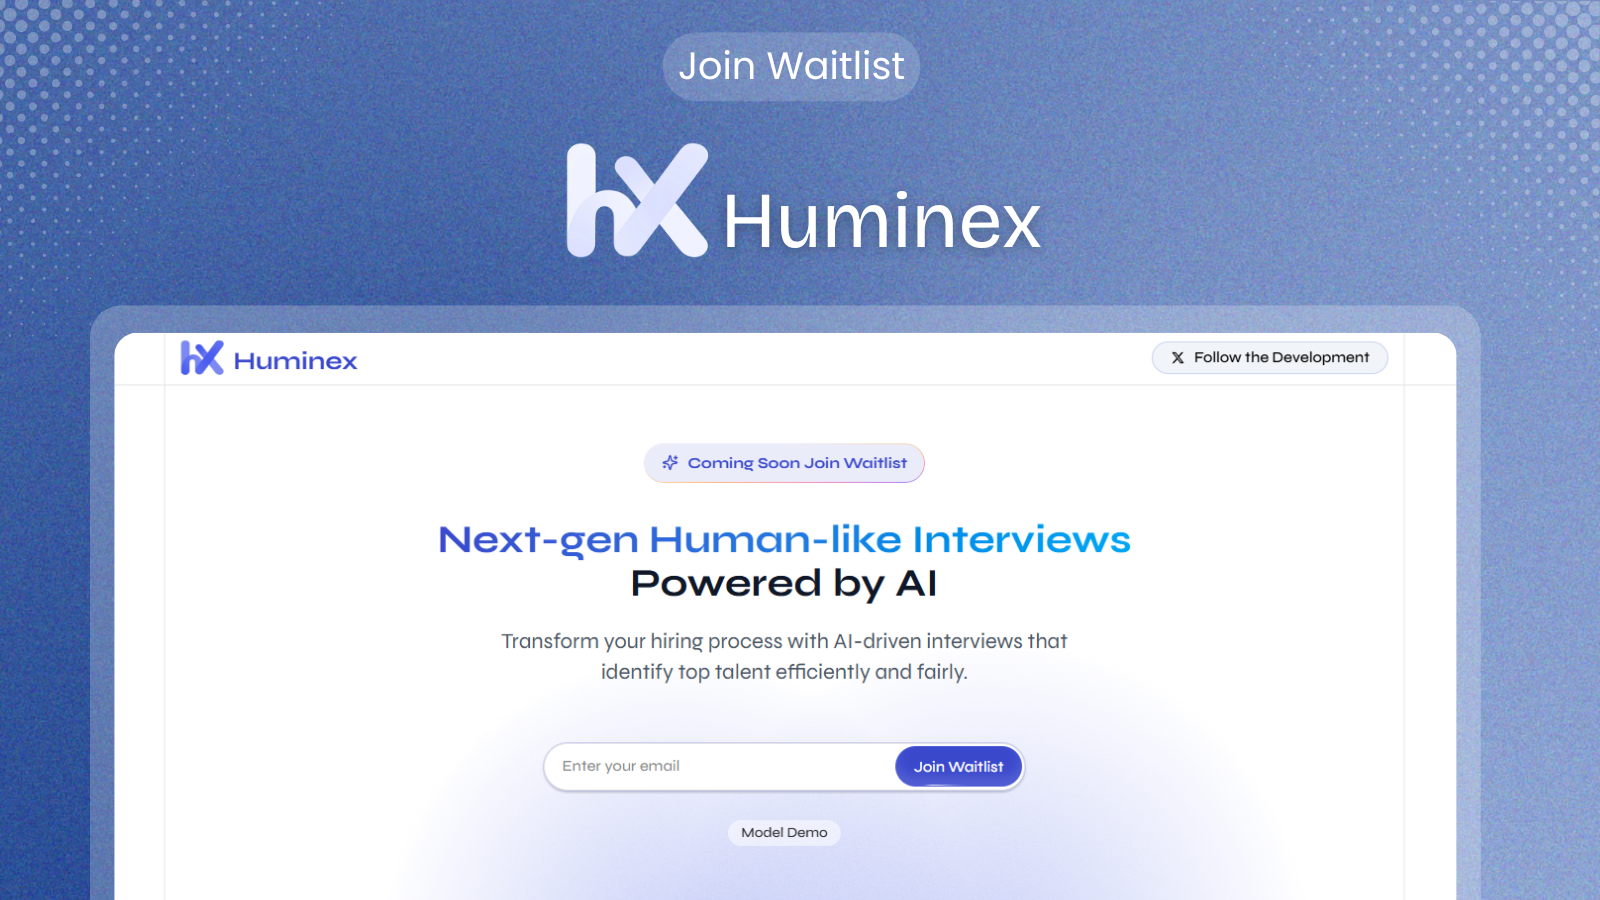 Join Waitlist
hX Huminex
hX Huminex
Follow the Development
Coming Soon Join Waitlist
Next-gen Human-like Interviews
Powered by AI
Transform your hiring process with AI-driven interviews that
identify top talent efficiently and fairly.
Enter your email
Join Waitlist
Model Demo